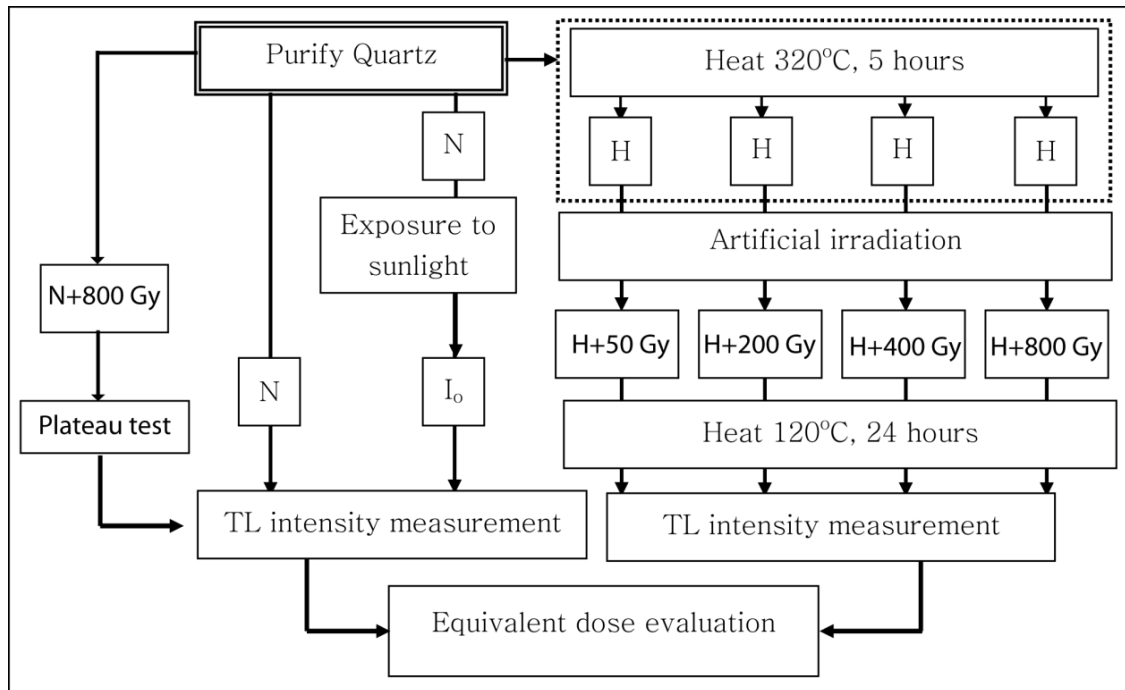 Purify Quartz
Heat 320°C, 5 hours
N
H
H
H
H
Exposure to
sunlight
Artificial irradiation
N+800 Gy
H+50 Gy
H+200 Gy
H+400 Gy
H+800 Gy
N
I₀
Plateau test
Heat 120°C, 24 hours
TL intensity measurement
TL intensity measurement
Equivalent dose evaluation